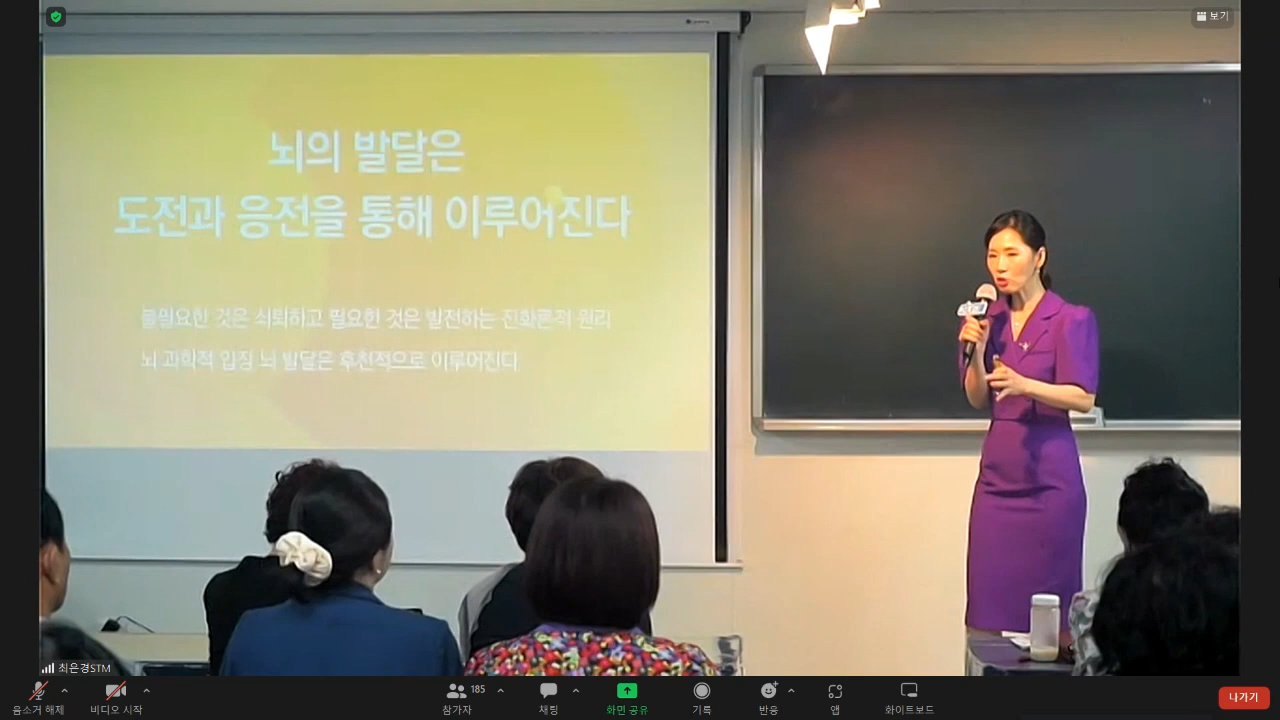 보기
뇌의 발달은
도전과 응전을 통해 이루어진다
불필요한 것은 쇠퇴하고 필요한 것은 발전하는 진화론적 원리
뇌 과학적 입장 뇌 발달은 후천적으로 이루어진다
최은경STM
음소거 해제
비디오 시작
참가자
185
채팅
화면 공유
기록
반응
앱
화이트보드
나가기